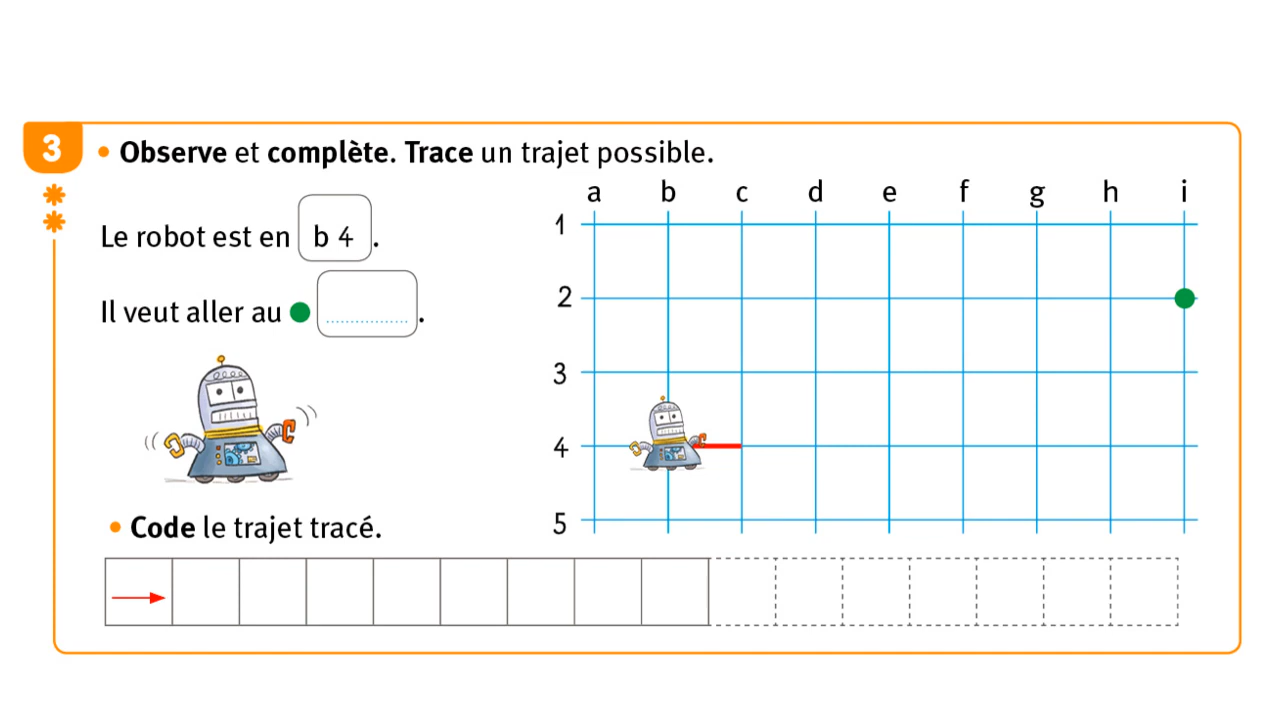 3
• Observe et complète. Trace un trajet possible.
a b c d e f g h i
Le robot est en b 4.
Il veut aller au ● ............... .
1
2
3
4
5
• Code le trajet tracé.